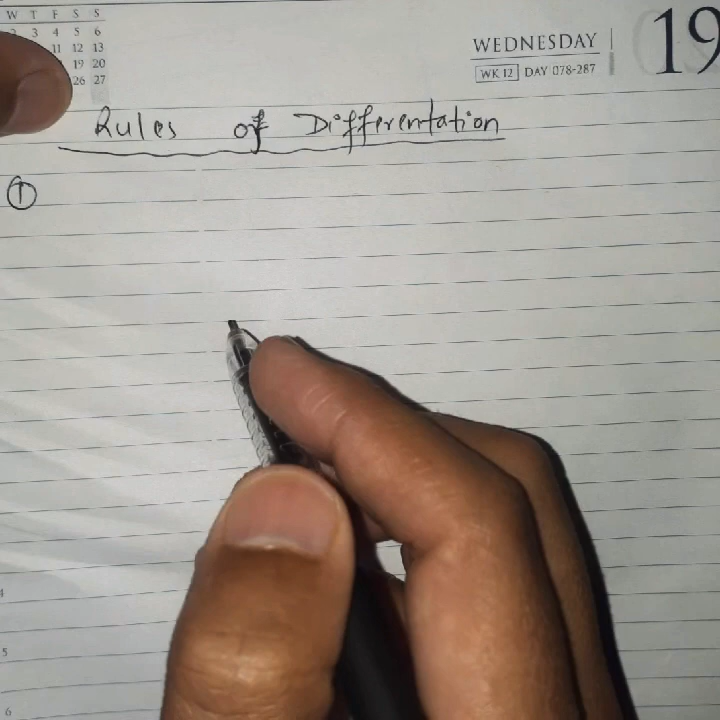 W T F S S
3 4 5 6
11 12 13
19 20
26 27
WEDNESDAY
19
WK 12 DAY 078-287
Rules of Differentation
1
5
6